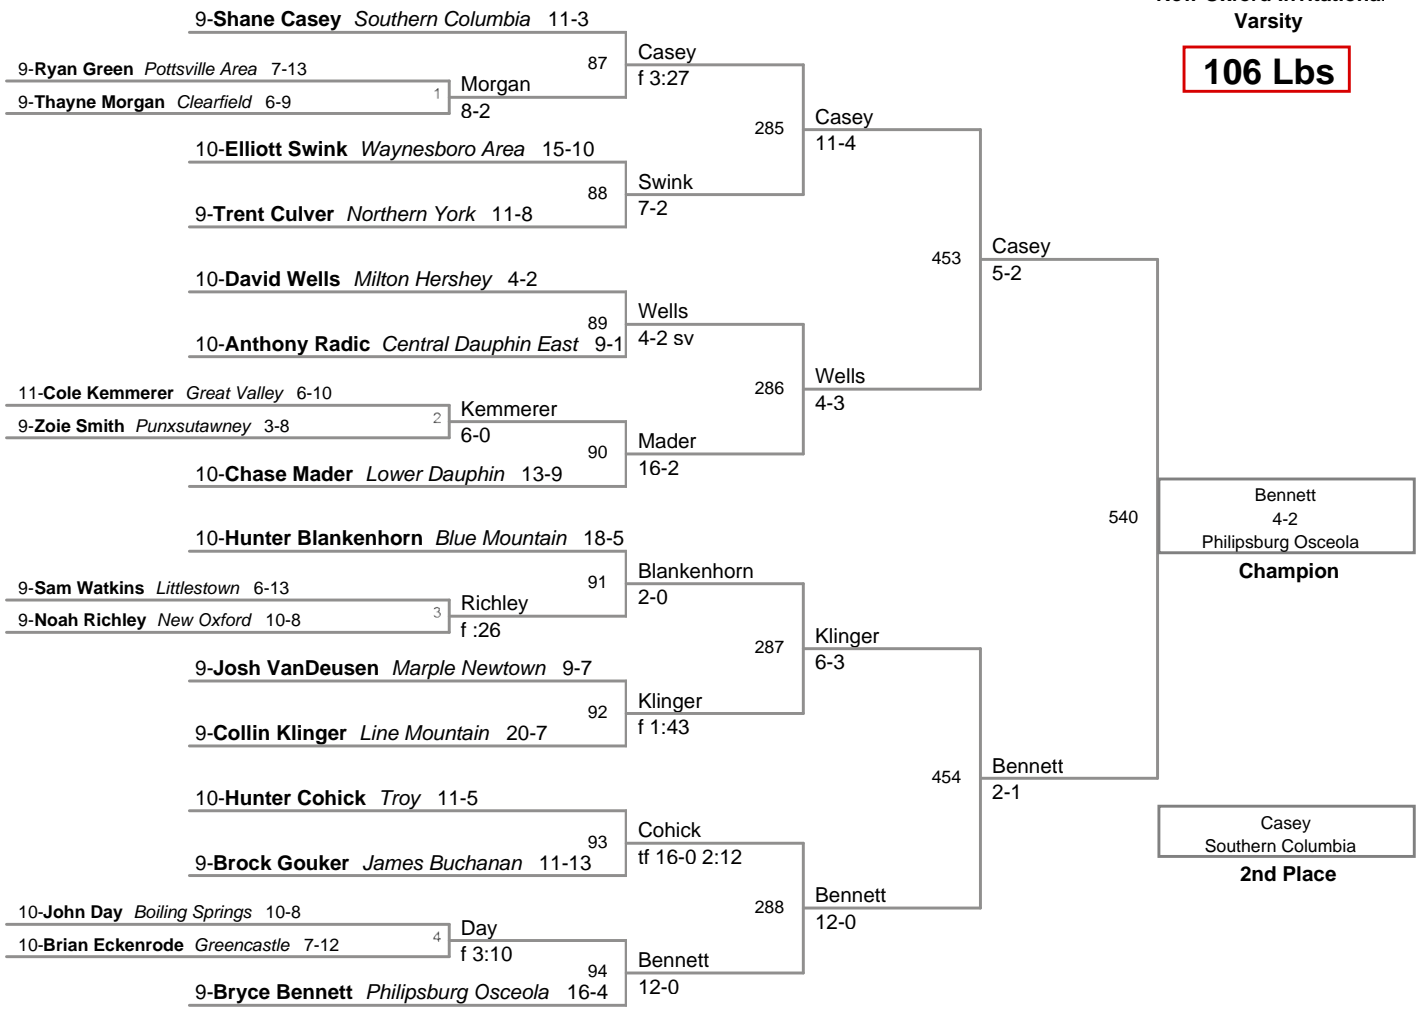 Varsity
106 Lbs
9-Shane Casey Southern Columbia 11-3
87
Casey
f 3:27
9-Ryan Green Pottsville Area 7-13
1
Morgan
8-2
9-Thayne Morgan Clearfield 6-9
285
Casey
11-4
10-Elliott Swink Waynesboro Area 15-10
88
Swink
7-2
9-Trent Culver Northern York 11-8
453
Casey
5-2
10-David Wells Milton Hershey 4-2
89
Wells
4-2 sv
10-Anthony Radic Central Dauphin East 9-1
286
Wells
4-3
11-Cole Kemmerer Great Valley 6-10
2
Kemmerer
6-0
9-Zoie Smith Punxsutawney 3-8
90
Mader
16-2
10-Chase Mader Lower Dauphin 13-9
540
Bennett
4-2
Philipsburg Osceola
Champion
10-Hunter Blankenhorn Blue Mountain 18-5
91
Blankenhorn
2-0
9-Sam Watkins Littlestown 6-13
3
Richley
f :26
9-Noah Richley New Oxford 10-8
287
Klinger
6-3
9-Josh VanDeusen Marple Newtown 9-7
92
Klinger
f 1:43
9-Collin Klinger Line Mountain 20-7
454
Bennett
2-1
10-Hunter Cohick Troy 11-5
93
Cohick
tf 16-0 2:12
9-Brock Gouker James Buchanan 11-13
288
Bennett
12-0
10-John Day Boiling Springs 10-8
4
Day
f 3:10
10-Brian Eckenrode Greencastle 7-12
94
Bennett
12-0
9-Bryce Bennett Philipsburg Osceola 16-4
Casey
Southern Columbia
2nd Place